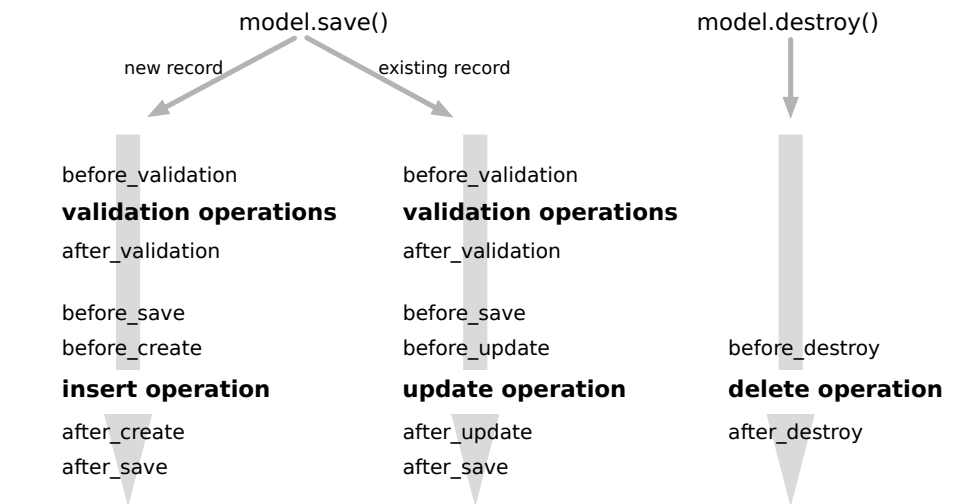 model.save()
model.destroy()
new record
existing record
before_validation
validation operations
after_validation
before_save
before_create
insert operation
after_create
after_save
before_validation
validation operations
after_validation
before_save
before_update
update operation
after_update
after_save
before_destroy
delete operation
after_destroy